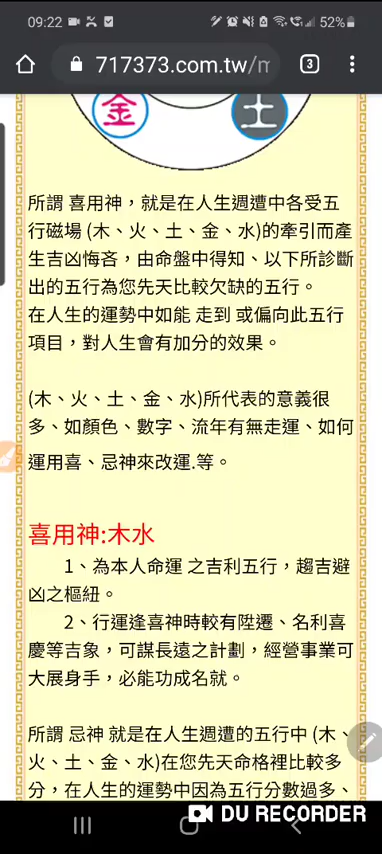 09:22
52%
717373.com.tw/m
3
金
土
所謂 喜用神，就是在人生週遭中各受五
行磁場 (木、火、土、金、水)的牽引而產
生吉凶悔吝，由命盤中得知、以下所診斷
出的五行為您先天比較欠缺的五行。
在人生的運勢中如能 走到 或偏向此五行
項目，對人生會有加分的效果。
(木、火、土、金、水)所代表的意義很
多、如顏色、數字、流年有無走運、如何
運用喜、忌神來改運.等。
喜用神:木水
1、為本人命運 之吉利五行，趨吉避
凶之樞紐。
2、行運逢喜神時較有陞遷、名利喜
慶等吉象，可謀長遠之計劃，經營事業可
大展身手，必能功成名就。
所謂 忌神 就是在人生週遭的五行中 (木、
火、土、金、水)在您先天命格裡比較多
分，在人生的運勢中因為五行分數過多、
DU RECORDER